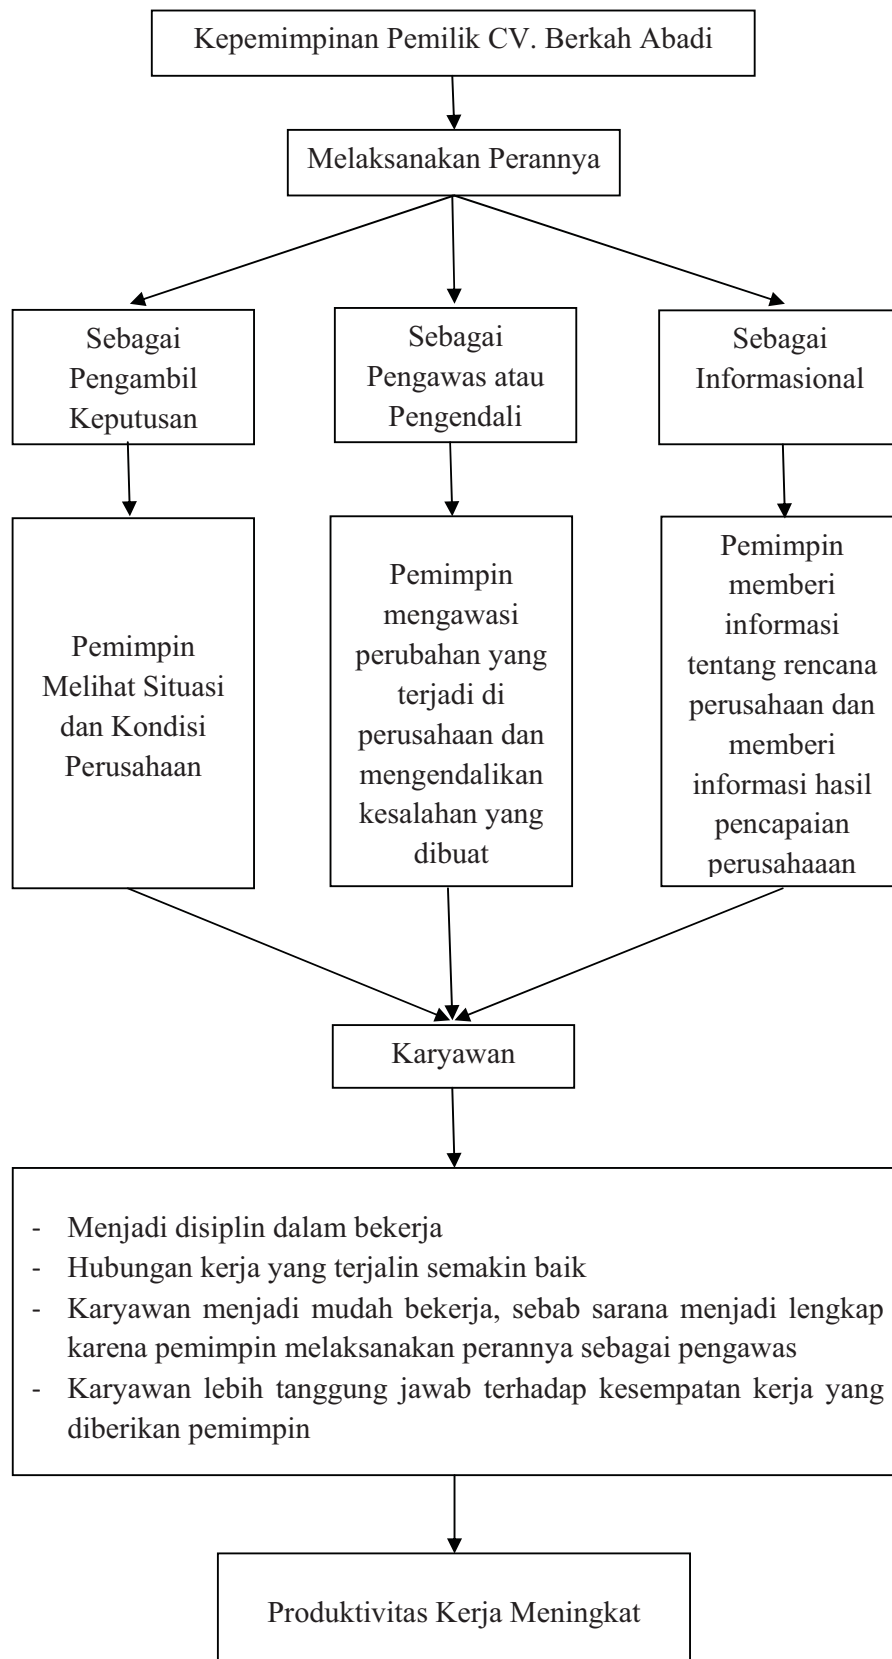 Kepemimpinan Pemilik CV. Berkah Abadi
Melaksanakan Perannya
Sebagai
Pengambil
Keputusan
Sebagai
Pengawas atau
Pengendali
Sebagai
Informasional
Pemimpin
Melihat Situasi
dan Kondisi
Perusahaan
Pemimpin
mengawasi
perubahan yang
terjadi di
perusahaan dan
mengendalikan
kesalahan yang
dibuat
Pemimpin
memberi
informasi
tentang rencana
perusahaan dan
memberi
informasi hasil
pencapaian
perusahaaan
Karyawan
- Menjadi disiplin dalam bekerja
- Hubungan kerja yang terjalin semakin baik
- Karyawan menjadi mudah bekerja, sebab sarana menjadi lengkap
karena pemimpin melaksanakan perannya sebagai pengawas
- Karyawan lebih tanggung jawab terhadap kesempatan kerja yang
diberikan pemimpin
Produktivitas Kerja Meningkat